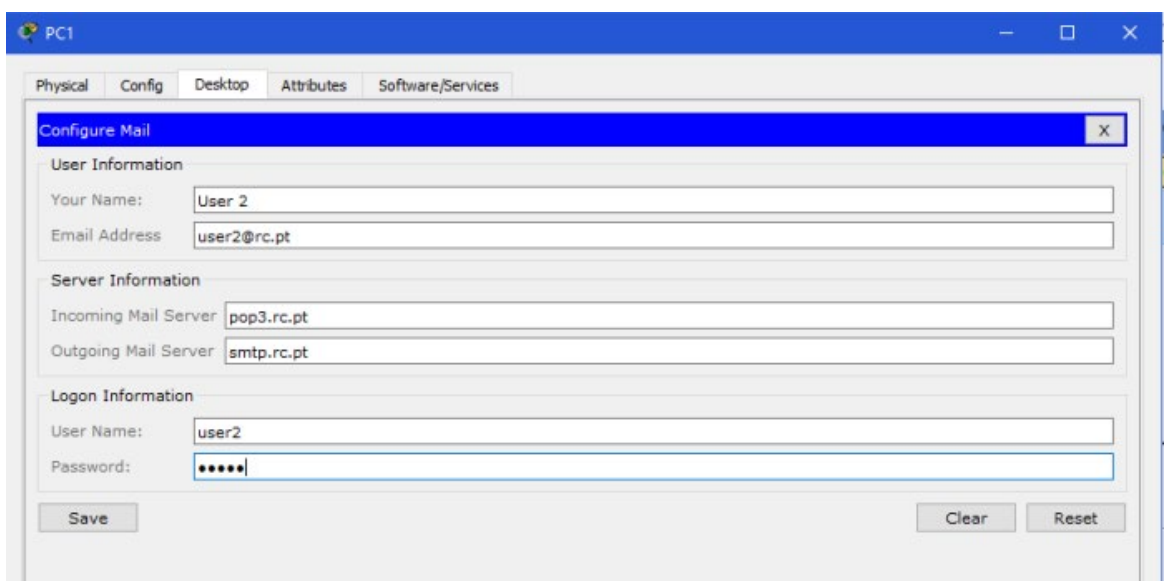 PC1
Physical Config Desktop Attributes Software/Services
Configure Mail X
User Information
Your Name: User 2
Email Address user2@rc.pt
Server Information
Incoming Mail Server pop3.rc.pt
Outgoing Mail Server smtp.rc.pt
Logon Information
User Name: user2
Password: •••••
Save Clear Reset